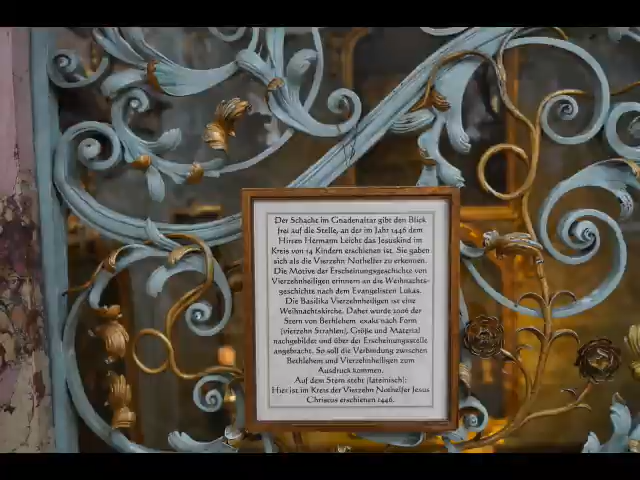 Der Schacht im Gnadenaltar gibt den Blick
frei auf die Stelle, an der im Jahr 1446 dem
Hirten Hermann Leicht das Jesuskind im
Kreis von 14 Kindern erschienen ist. Sie gaben
sich als die Vierzehn Nothelfer zu erkennen.
Die Motive der Erscheinungsgeschichte von
Vierzehnheiligen erinnern an die Weihnachts-
geschichte nach dem Evangelisten Lukas.
Die Basilika Vierzehnheiligen ist eine
Weihnachtskirche. Daher wurde 2006 der
Stern von Bethlehem exakt nach Form
(vierzehn Strahlen), Größe und Material
nachgebildet und über der Erscheinungsstelle
angebracht. So soll die Verbindung zwischen
Bethlehem und Vierzehnheiligen zum
Ausdruck kommen.
Auf dem Stern steht (lateinisch):
Hier ist im Kreis der Vierzehn Nothelfer Jesus
Christus erschienen 1446.